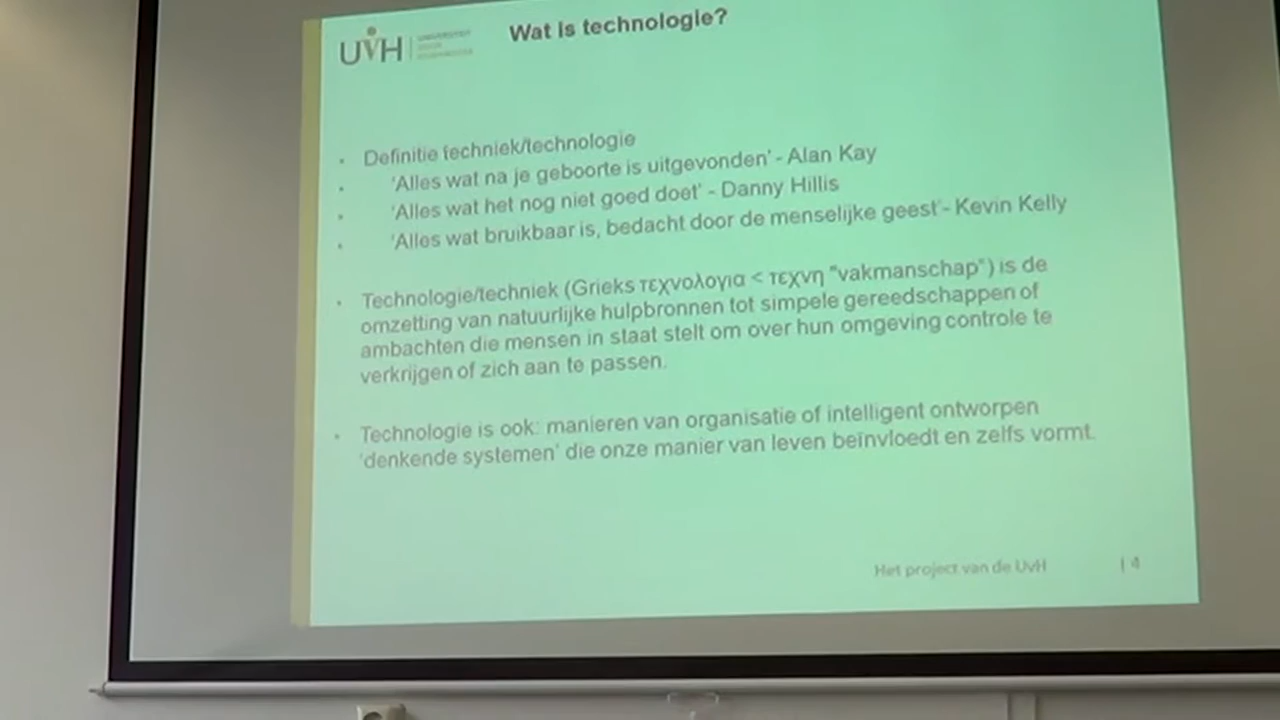 UVH
Wat is technologie?
Definitie techniek/technologie
'Alles wat na je geboorte is uitgevonden' - Alan Kay
'Alles wat het nog niet goed doet' - Danny Hillis
'Alles wat bruikbaar is, bedacht door de menselijke geest' - Kevin Kelly
Technologie/techniek (Grieks τεχνολογια < τεχνη "vakmanschap") is de
omzetting van natuurlijke hulpbronnen tot simpele gereedschappen of
ambachten die mensen in staat stelt om over hun omgeving controle te
verkrijgen of zich aan te passen.
Technologie is ook: manieren van organisatie of intelligent ontworpen
'denkende systemen' die onze manier van leven beïnvloedt en zelfs vormt.
Het project van de UvH | 4